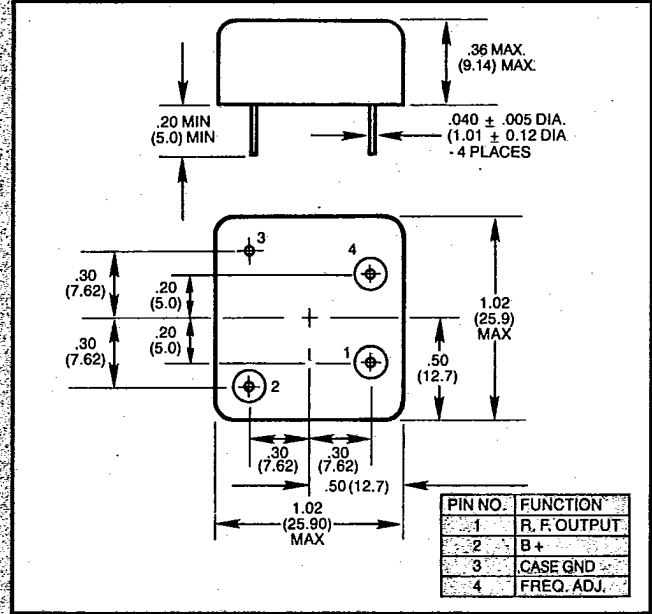 .36 MAX.
(9.14) MAX.
.20 MIN
(5.0) MIN
.040 ± .005 DIA.
(1.01 ± 0.12 DIA
- 4 PLACES
3
4
.30
(7.62)
.20
(5.0)
1.02
(25.9)
MAX
.30
(7.62)
.20
(5.0)
1
.50
(12.7)
2
.30
(7.62)
.30
(7.62)
.50 (12.7)
1.02
(25.90)
MAX
PIN NO. FUNCTION
1 R. F. OUTPUT
2 B +
3 CASE GND
4 FREQ. ADJ.